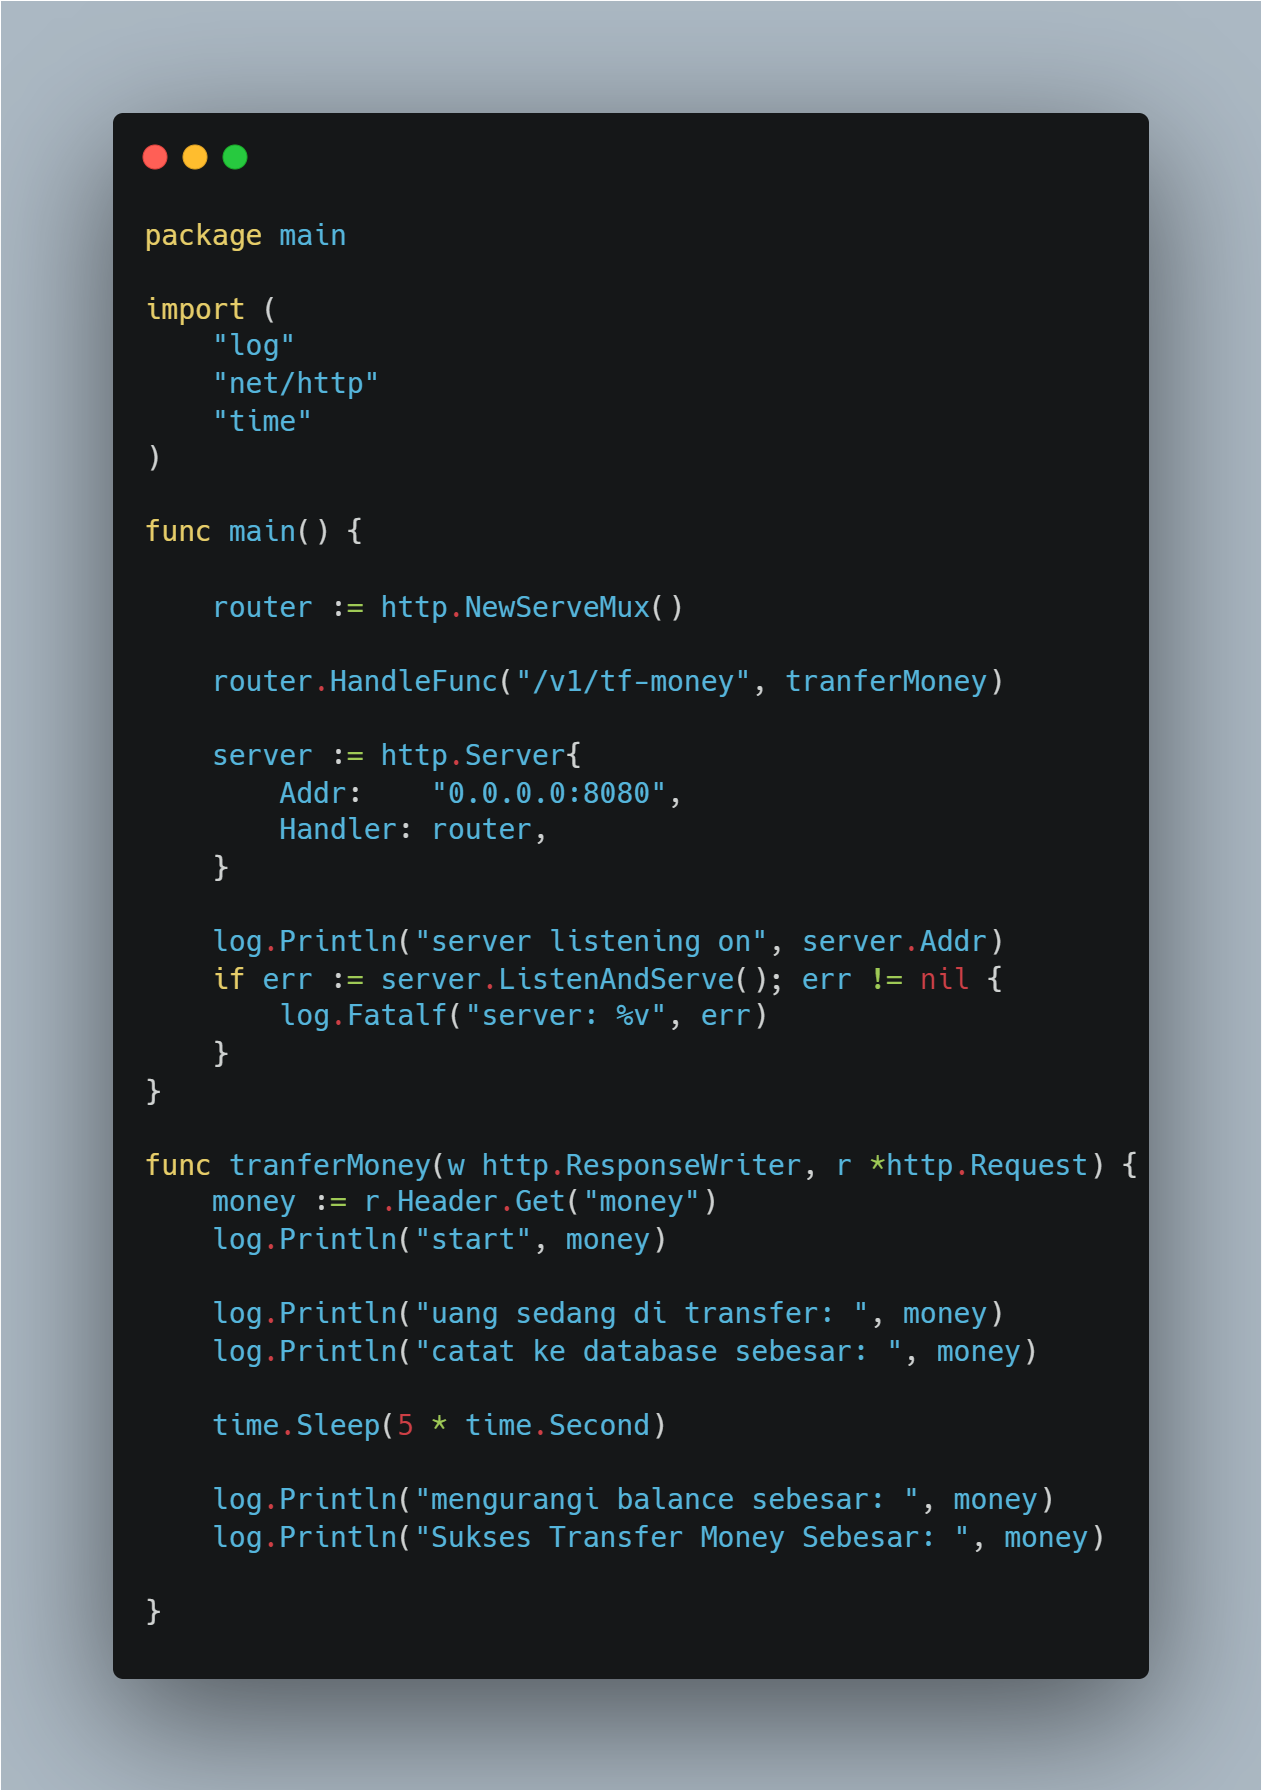 package main

import (
    "log"
    "net/http"
    "time"
)

func main() {

    router := http.NewServeMux()

    router.HandleFunc("/v1/tf-money", tranferMoney)

    server := http.Server{
        Addr:    "0.0.0.0:8080",
        Handler: router,
    }

    log.Println("server listening on", server.Addr)
    if err := server.ListenAndServe(); err != nil {
        log.Fatalf("server: %v", err)
    }
}

func tranferMoney(w http.ResponseWriter, r *http.Request) {
    money := r.Header.Get("money")
    log.Println("start", money)

    log.Println("uang sedang di transfer: ", money)
    log.Println("catat ke database sebesar: ", money)

    time.Sleep(5 * time.Second)

    log.Println("mengurangi balance sebesar: ", money)
    log.Println("Sukses Transfer Money Sebesar: ", money)

}